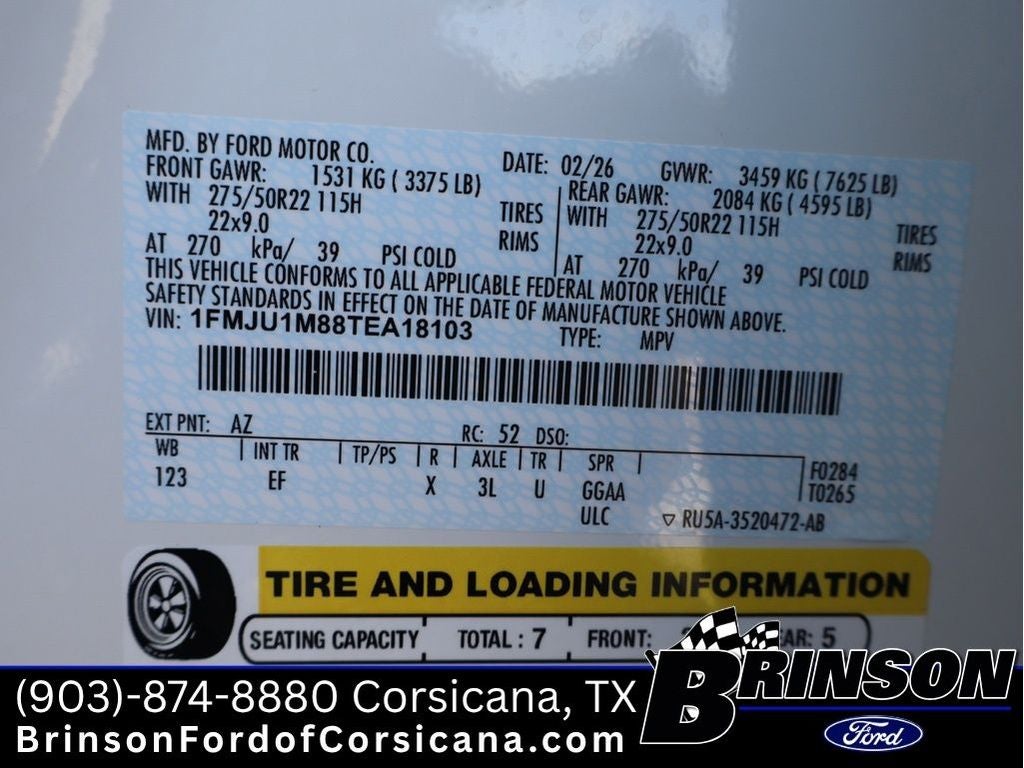 MFD. BY FORD MOTOR CO. DATE: 02/26 GVWR: 3459 KG ( 7625 LB)
FRONT GAWR: 1531 KG ( 3375 LB) REAR GAWR: 2084 KG ( 4595 LB)
WITH 275/50R22 115H TIRES WITH 275/50R22 115H TIRES
22x9.0 RIMS 22x9.0 RIMS
AT 270 kPa/ 39 PSI COLD AT 270 kPa/ 39 PSI COLD
THIS VEHICLE CONFORMS TO ALL APPLICABLE FEDERAL MOTOR VEHICLE
SAFETY STANDARDS IN EFFECT ON THE DATE OF MANUFACTURE SHOWN ABOVE.
VIN: 1FMJU1M88TEA18103 TYPE: MPV
EXT PNT: AZ RC: 52 DSO:
WB INT TR TP/PS R AXLE TR SPR F0284
123 EF X 3L U GGAA T0265
ULC RU5A-3520472-AB
TIRE AND LOADING INFORMATION
SEATING CAPACITY TOTAL : 7 FRONT: : 5
(903)-874-8880 Corsicana, TX
BrinsonFordofCorsicana.com
BRINSON
Ford